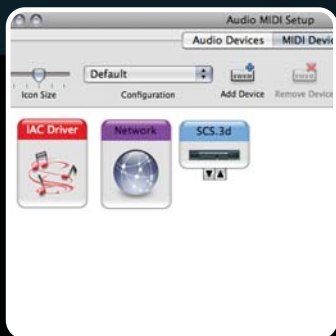 Audio MIDI Setup
Audio Devices MIDI Devic
Default
Icon Size Configuration Add Device Remove Device
IAC Driver Network SCS.3d